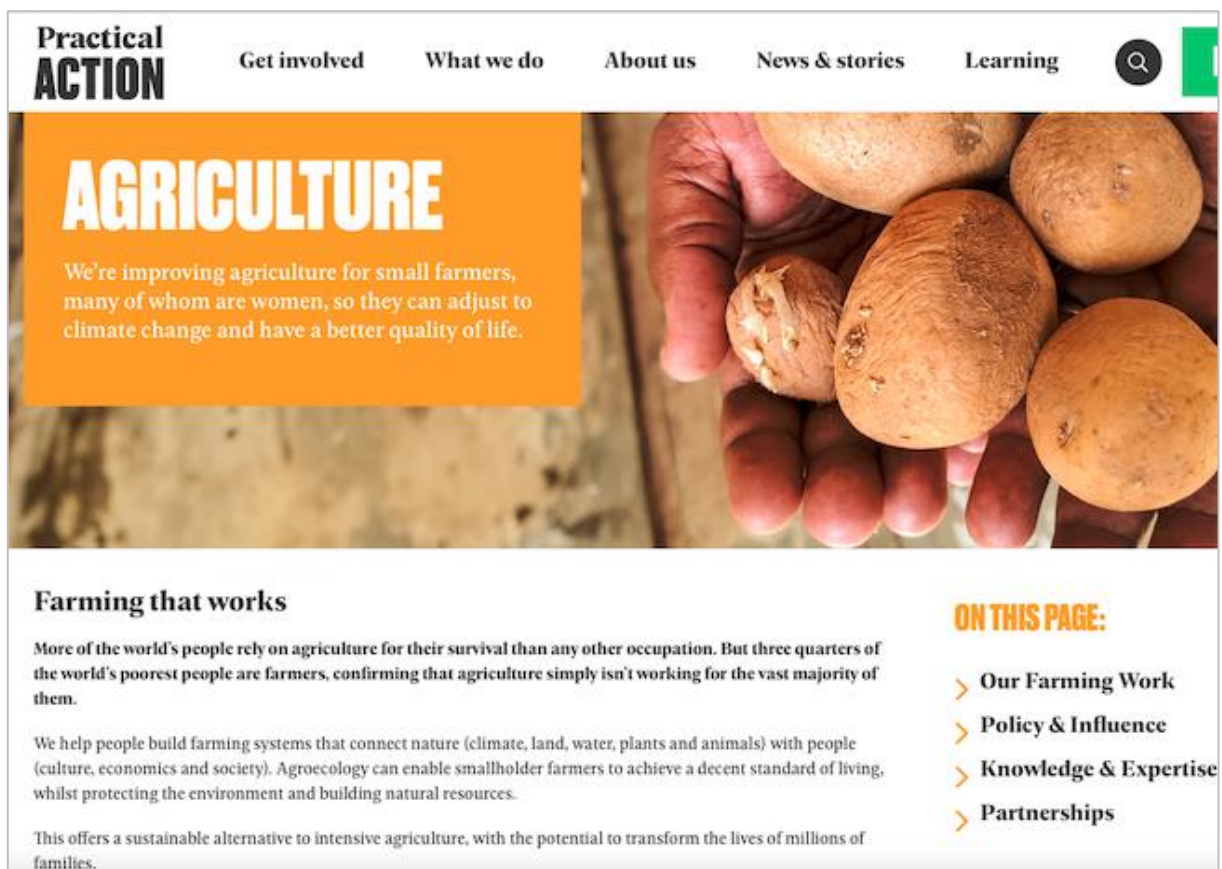 Practical
ACTION
Get involved
What we do
About us
News & stories
Learning
AGRICULTURE
We're improving agriculture for small farmers,
many of whom are women, so they can adjust to
climate change and have a better quality of life.
Farming that works
More of the world's people rely on agriculture for their survival than any other occupation. But three quarters of
the world's poorest people are farmers, confirming that agriculture simply isn't working for the vast majority of
them.
We help people build farming systems that connect nature (climate, land, water, plants and animals) with people
(culture, economics and society). Agroecology can enable smallholder farmers to achieve a decent standard of living,
whilst protecting the environment and building natural resources.
This offers a sustainable alternative to intensive agriculture, with the potential to transform the lives of millions of
families.
ON THIS PAGE:
Our Farming Work
Policy & Influence
Knowledge & Expertise
Partnerships